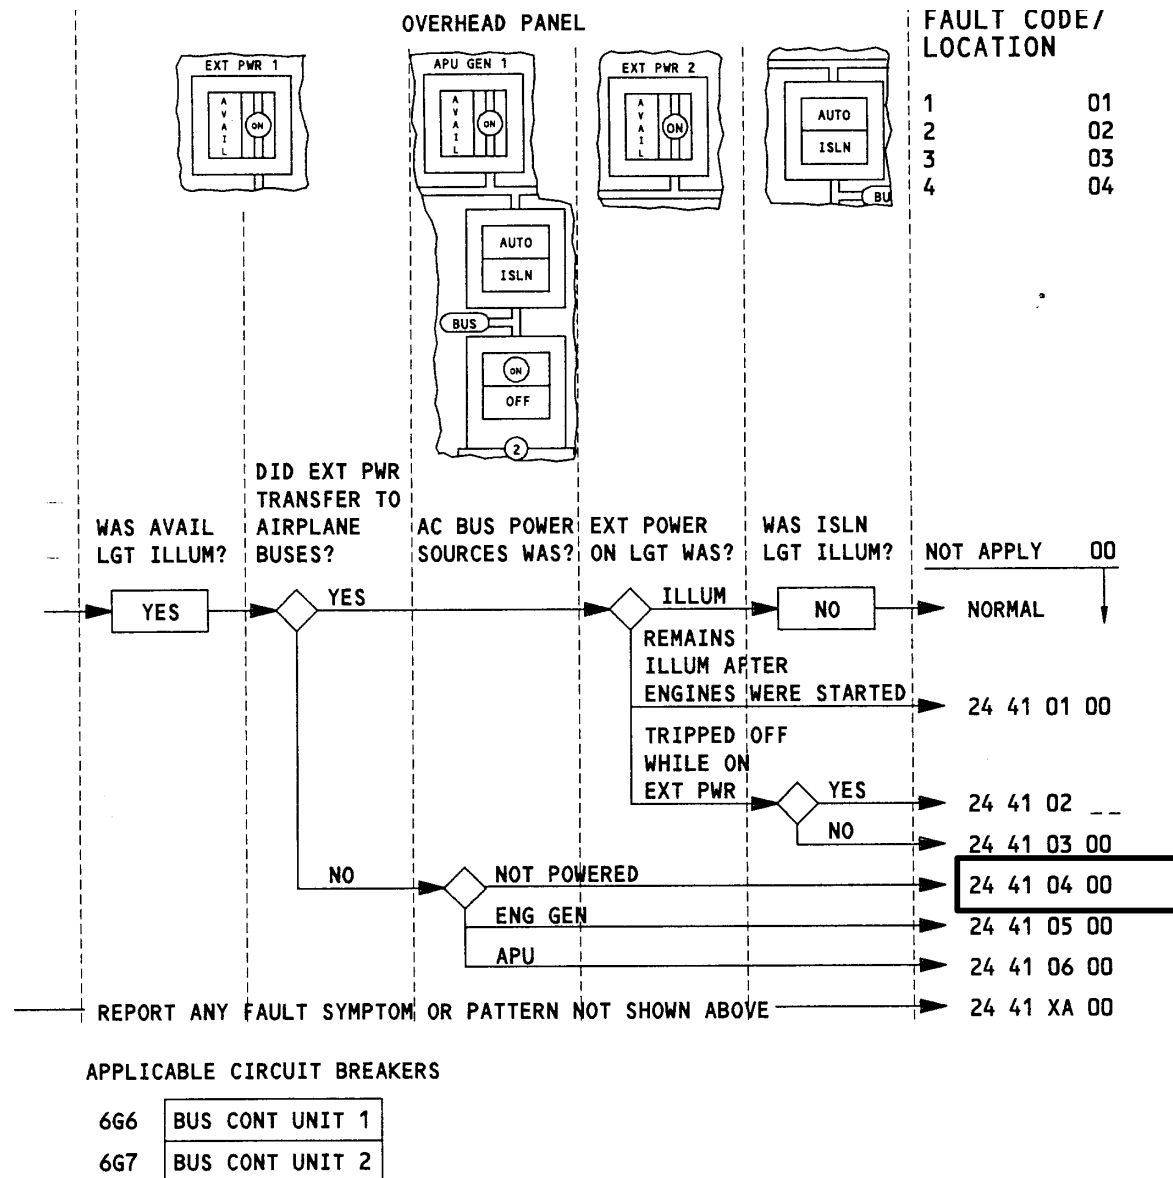 OVERHEAD PANEL
FAULT CODE/
LOCATION
EXT PWR 1
AVAIL
ON
APU GEN 1
AVAIL
ON
AUTO
ISLN
BUS
ON
OFF
2
EXT PWR 2
AVAIL
ON
AUTO
ISLN
BU
1 01
2 02
3 03
4 04
WAS AVAIL
LGT ILLUM?
DID EXT PWR
TRANSFER TO
AIRPLANE
BUSES?
AC BUS POWER
SOURCES WAS?
EXT POWER
ON LGT WAS?
WAS ISLN
LGT ILLUM?
NOT APPLY 00
YES
YES
ILLUM
NO
NORMAL
REMAINS
ILLUM AFTER
ENGINES WERE STARTED
24 41 01 00
TRIPPED OFF
WHILE ON
EXT PWR
YES
24 41 02 _ _
NO
24 41 03 00
NO
NOT POWERED
24 41 04 00
ENG GEN
24 41 05 00
APU
24 41 06 00
REPORT ANY FAULT SYMPTOM OR PATTERN NOT SHOWN ABOVE
24 41 XA 00
APPLICABLE CIRCUIT BREAKERS
6G6 BUS CONT UNIT 1
6G7 BUS CONT UNIT 2